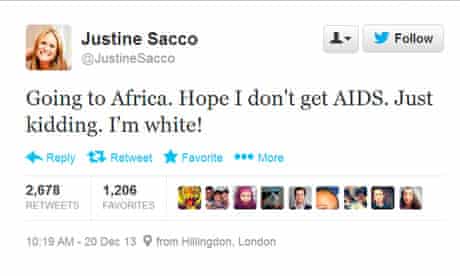 Justine Sacco
@JustineSacco
Follow
Going to Africa. Hope I don't get AIDS. Just
kidding. I'm white!
Reply Retweet Favorite More
2,678 1,206
RETWEETS FAVORITES
10:19 AM - 20 Dec 13 from Hillingdon, London